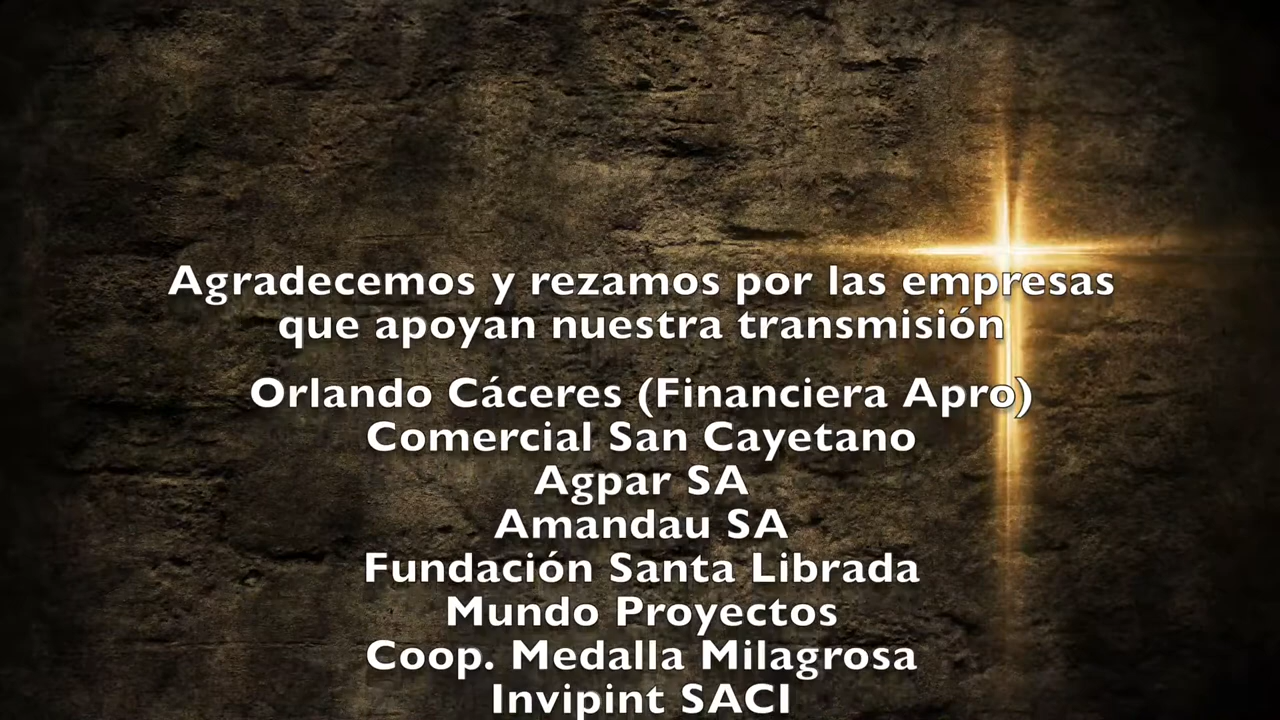 Agradecemos y rezamos por las empresas
que apoyan nuestra transmisión
Orlando Cáceres (Financiera Apro)
Comercial San Cayetano
Agpar SA
Amandau SA
Fundación Santa Librada
Mundo Proyectos
Coop. Medalla Milagrosa
Invipint SACI